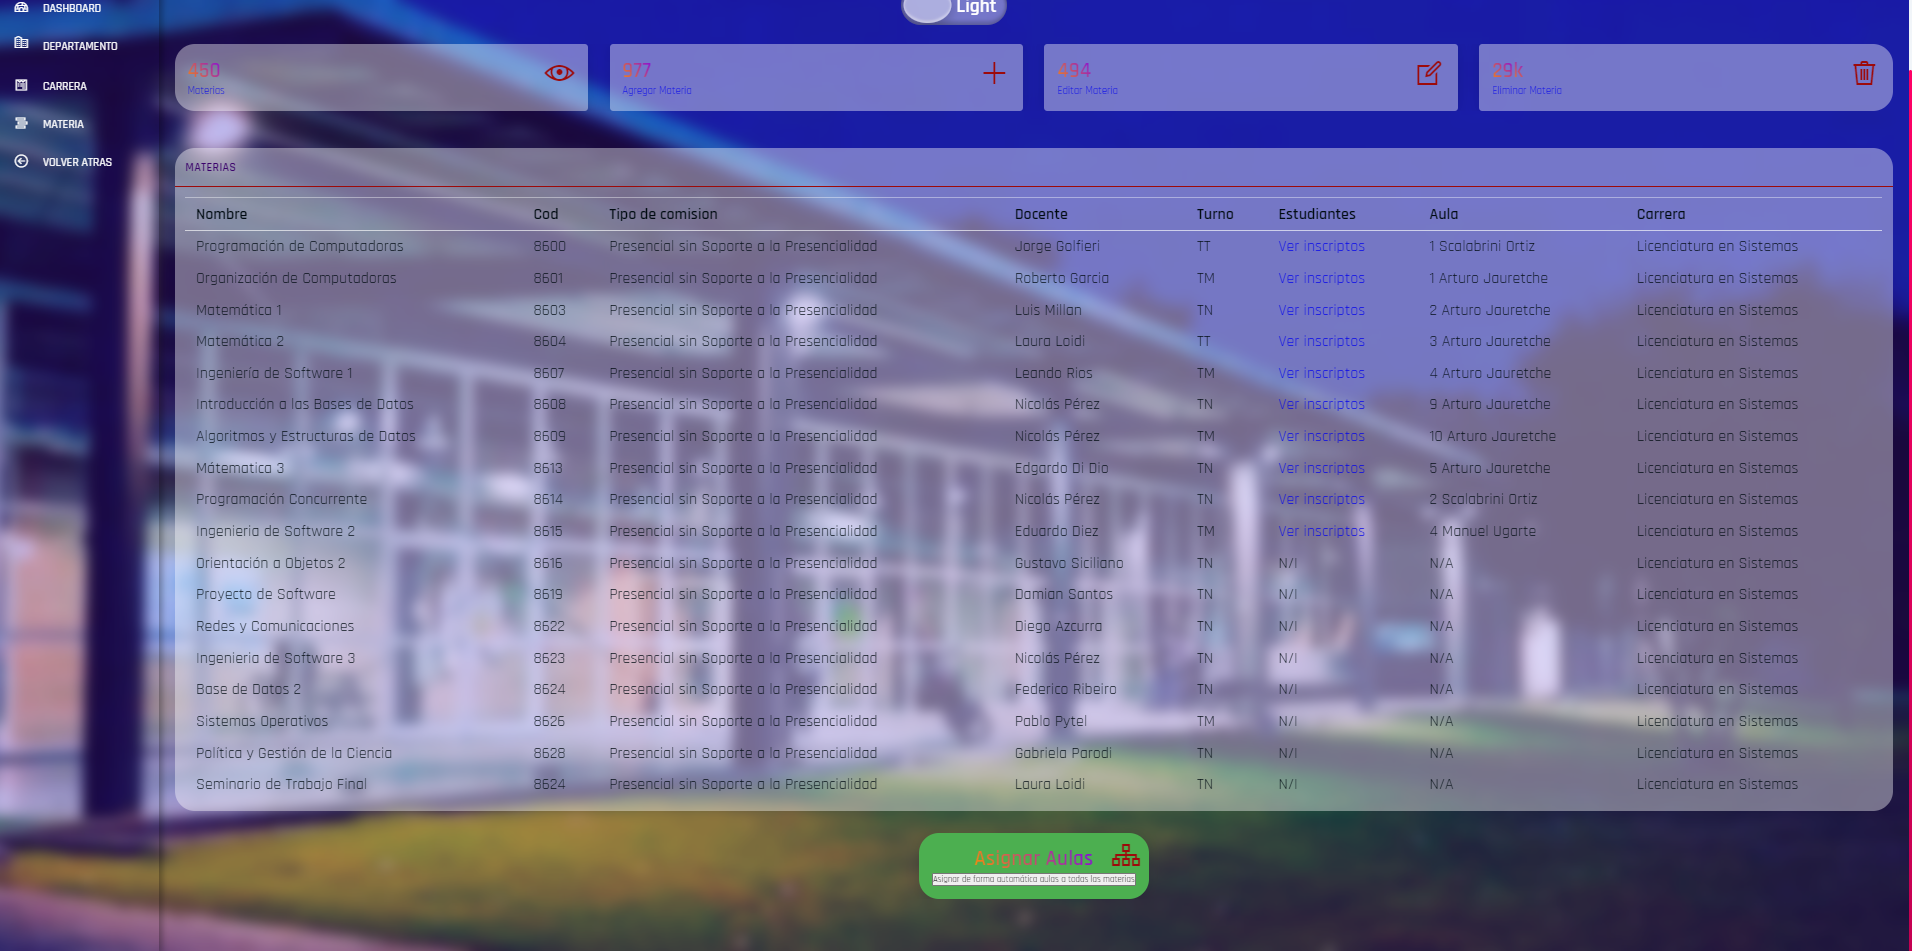 DASHBOARD
DEPARTAMENTO
CARRERA
MATERIA
VOLVER ATRAS
Light
450
Materias
977
Agregar Materia
494
Editar Materia
29k
Eliminar Materia
MATERIAS
Nombre Cod Tipo de comision Docente Turno Estudiantes Aula Carrera
Programación de Computadoras 8600 Presencial sin Soporte a la Presencialidad Jorge Golfieri TT Ver inscriptos 1 Scalabrini Ortiz Licenciatura en Sistemas
Organización de Computadoras 8601 Presencial sin Soporte a la Presencialidad Roberto Garcia TM Ver inscriptos 1 Arturo Jauretche Licenciatura en Sistemas
Matemática 1 8603 Presencial sin Soporte a la Presencialidad Luis Millan TN Ver inscriptos 2 Arturo Jauretche Licenciatura en Sistemas
Matemática 2 8604 Presencial sin Soporte a la Presencialidad Laura Loidi TT Ver inscriptos 3 Arturo Jauretche Licenciatura en Sistemas
Ingeniería de Software 1 8607 Presencial sin Soporte a la Presencialidad Leando Rios TM Ver inscriptos 4 Arturo Jauretche Licenciatura en Sistemas
Introducción a las Bases de Datos 8608 Presencial sin Soporte a la Presencialidad Nicolás Pérez TN Ver inscriptos 9 Arturo Jauretche Licenciatura en Sistemas
Algoritmos y Estructuras de Datos 8609 Presencial sin Soporte a la Presencialidad Nicolás Pérez TM Ver inscriptos 10 Arturo Jauretche Licenciatura en Sistemas
Mátematica 3 8613 Presencial sin Soporte a la Presencialidad Edgardo Di Dio TN Ver inscriptos 5 Arturo Jauretche Licenciatura en Sistemas
Programación Concurrente 8614 Presencial sin Soporte a la Presencialidad Nicolás Pérez TN Ver inscriptos 2 Scalabrini Ortiz Licenciatura en Sistemas
Ingenieria de Software 2 8615 Presencial sin Soporte a la Presencialidad Eduardo Diez TM Ver inscriptos 4 Manuel Ugarte Licenciatura en Sistemas
Orientación a Objetos 2 8616 Presencial sin Soporte a la Presencialidad Gustavo Siciliano TN N/I N/A Licenciatura en Sistemas
Proyecto de Software 8619 Presencial sin Soporte a la Presencialidad Damian Santos TN N/I N/A Licenciatura en Sistemas
Redes y Comunicaciones 8622 Presencial sin Soporte a la Presencialidad Diego Azcurra TN N/I N/A Licenciatura en Sistemas
Ingenieria de Software 3 8623 Presencial sin Soporte a la Presencialidad Nicolás Pérez TN N/I N/A Licenciatura en Sistemas
Base de Datos 2 8624 Presencial sin Soporte a la Presencialidad Federico Ribeiro TN N/I N/A Licenciatura en Sistemas
Sistemas Operativos 8626 Presencial sin Soporte a la Presencialidad Pablo Pytel TM N/I N/A Licenciatura en Sistemas
Política y Gestión de la Ciencia 8628 Presencial sin Soporte a la Presencialidad Gabriela Parodi TN N/I N/A Licenciatura en Sistemas
Seminario de Trabajo Final 8624 Presencial sin Soporte a la Presencialidad Laura Loidi TN N/I N/A Licenciatura en Sistemas
Asignar Aulas
Asignar de forma automática aulas a todas las materias